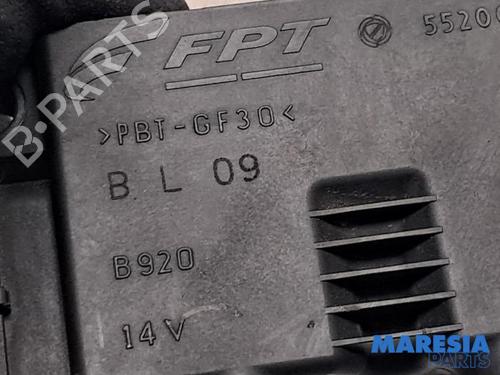 FPT
5520
>PBT-GF30<
B L 09
B920
14V
B-PARTS
MARESIA
Parts